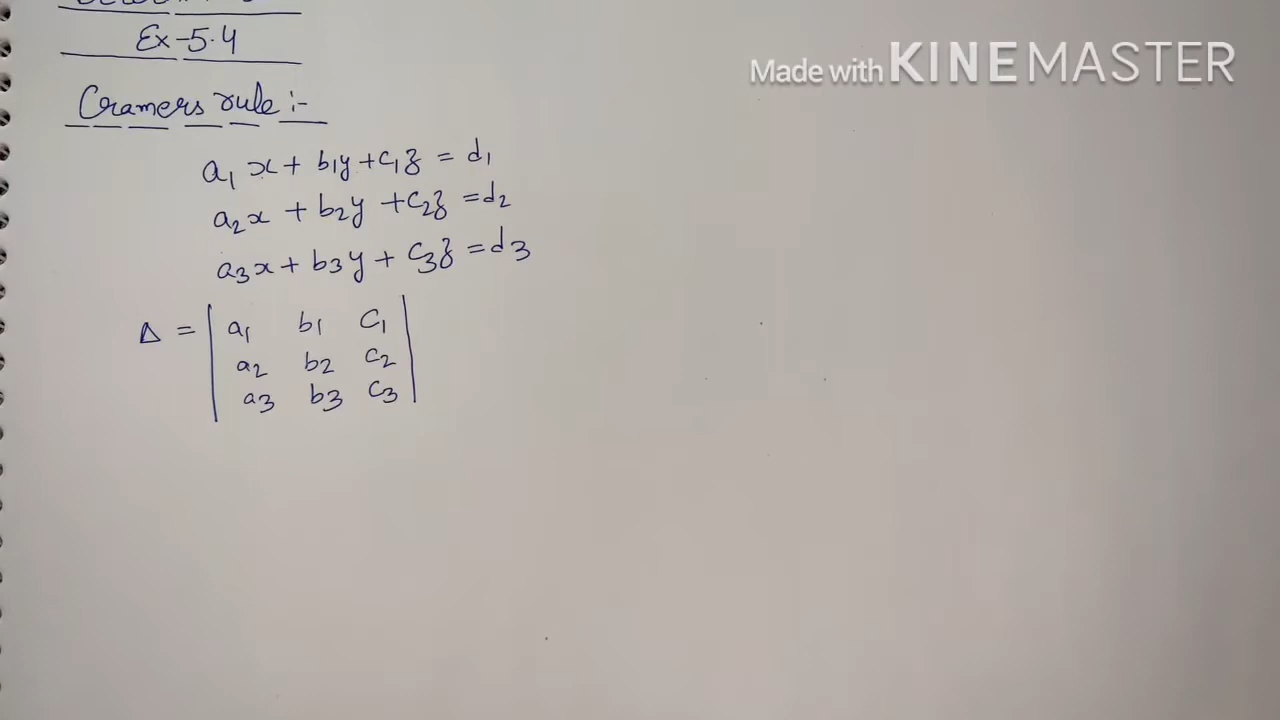 Ex-5.4
Made with KINEMASTER
Cramers rule :-
a₁x + b₁y + c₁z = d₁
a₂x + b₂y + c₂z = d₂
a₃x + b₃y + c₃z = d₃
Δ = | a₁ b₁ c₁ |
a₂ b₂ c₂
a₃ b₃ c₃